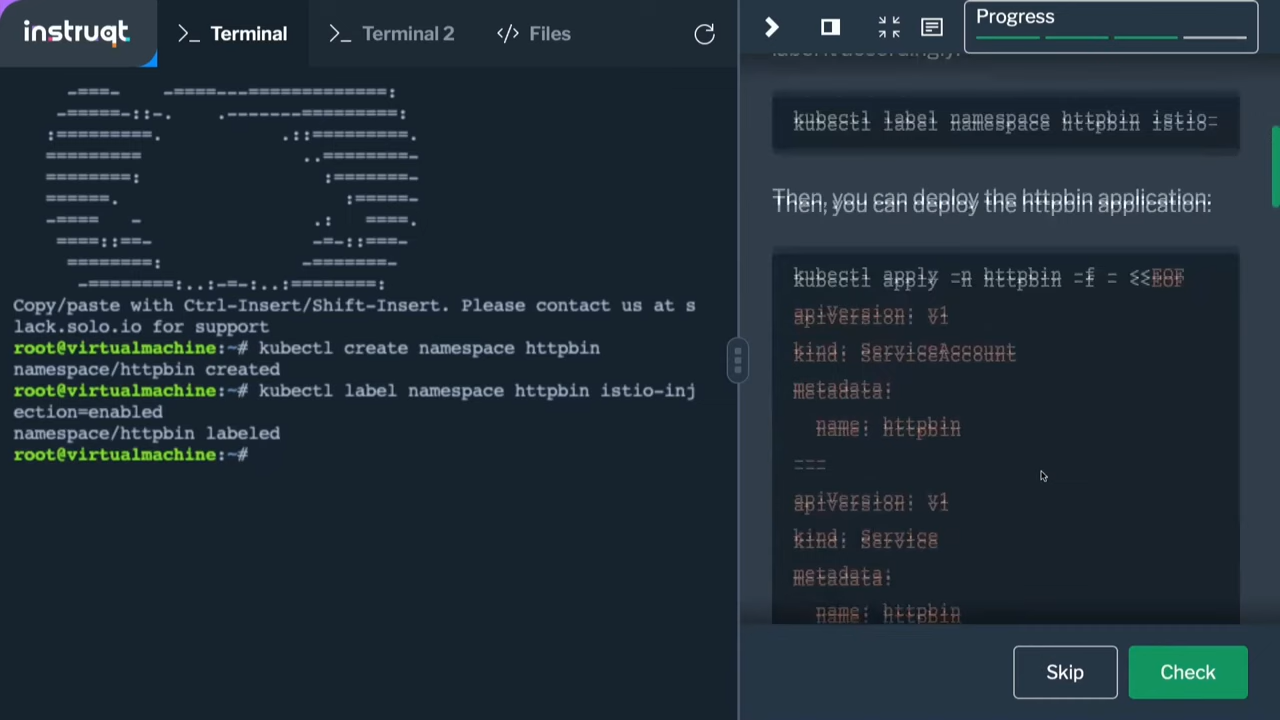 instruqt
>_ Terminal
>_ Terminal 2
</> Files
Progress
-===-    -====---=============:
-=====-::-.    .-------=========:
:=========.            .::=========.
=========                ..========-
========:                  :=======-
======.                      :=====-
-====   -                  .:   ====.
====::==-              -=-::===-
========:            -=======-
-========:..:-=-:..:========:
Copy/paste with Ctrl-Insert/Shift-Insert. Please contact us at s
lack.solo.io for support
root@virtualmachine:~# kubectl create namespace httpbin
namespace/httpbin created
root@virtualmachine:~# kubectl label namespace httpbin istio-inj
ection=enabled
namespace/httpbin labeled
root@virtualmachine:~#
label it accordingly:
kubectl label namespace httpbin istio-
Then, you can deploy the httpbin application:
kubectl apply -n httpbin -f - <<EOF
apiVersion: v1
kind: ServiceAccount
metadata:
name: httpbin
---
apiVersion: v1
kind: Service
metadata:
name: httpbin
Skip
Check